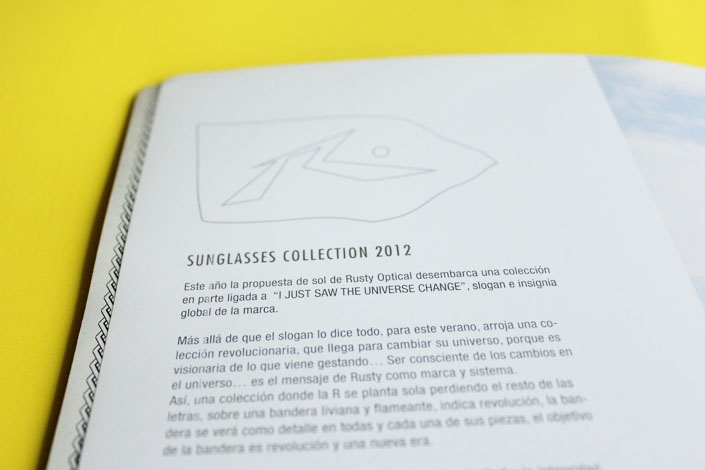 SUNGLASSES COLLECTION 2012
Este año la propuesta de sol de Rusty Optical desembarca una colección
en parte ligada a “I JUST SAW THE UNIVERSE CHANGE”, slogan e insignia
global de la marca.
Más allá de que el slogan lo dice todo, para este verano, arroja una co-
lección revolucionaria, que llega para cambiar su universo, porque es
visionaria de lo que viene gestando… Ser consciente de los cambios en
el universo… es el mensaje de Rusty como marca y sistema.
Así, una colección donde la R se planta sola perdiendo el resto de las
letras, sobre una bandera liviana y flameante, indica revolución, la ban-
dera se verá como detalle en todas y cada una de sus piezas, el objetivo
de la bandera es revolución y una nueva era.